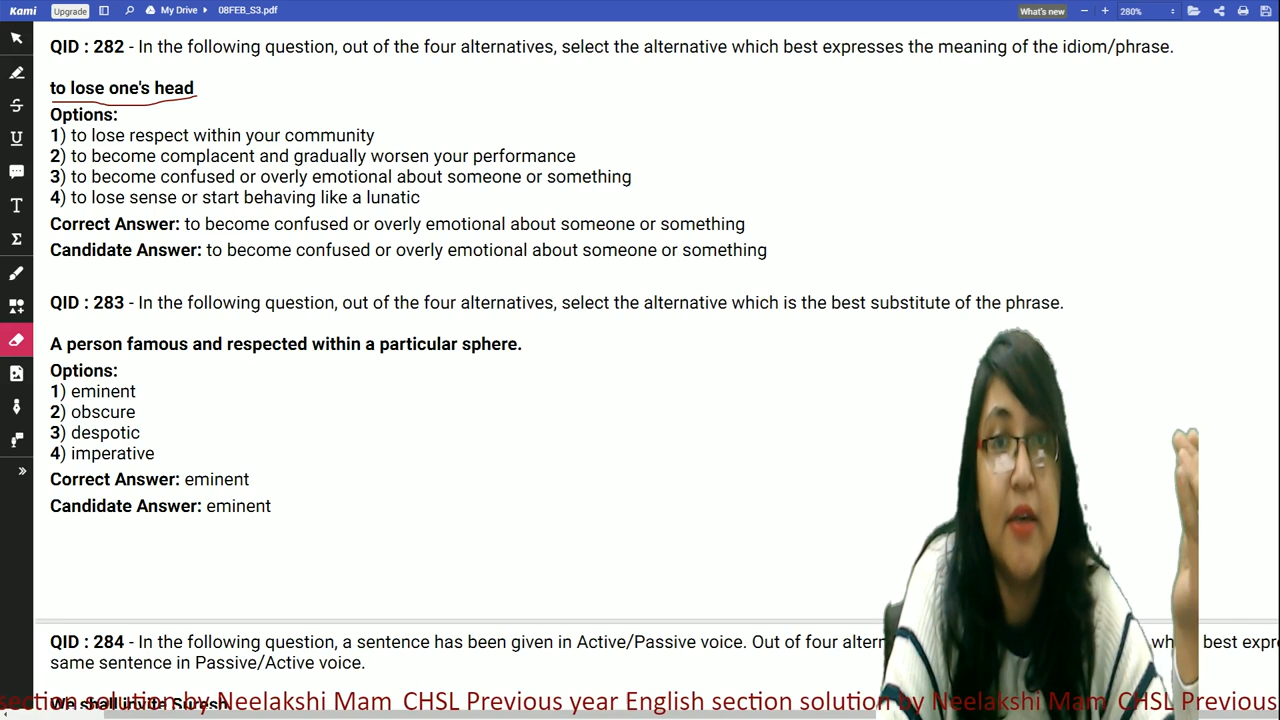 Kami Upgrade My Drive 08FEB_S3.pdf What's new 280%
QID : 282 - In the following question, out of the four alternatives, select the alternative which best expresses the meaning of the idiom/phrase.
to lose one's head
Options:
1) to lose respect within your community
2) to become complacent and gradually worsen your performance
3) to become confused or overly emotional about someone or something
4) to lose sense or start behaving like a lunatic
Correct Answer: to become confused or overly emotional about someone or something
Candidate Answer: to become confused or overly emotional about someone or something
QID : 283 - In the following question, out of the four alternatives, select the alternative which is the best substitute of the phrase.
A person famous and respected within a particular sphere.
Options:
1) eminent
2) obscure
3) despotic
4) imperative
Correct Answer: eminent
Candidate Answer: eminent
QID : 284 - In the following question, a sentence has been given in Active/Passive voice. Out of four altern wh best expr
same sentence in Passive/Active voice.
We shall invite Suresh.
section solution by Neelakshi Mam CHSL Previous year English section solution by Neelakshi Mam CHSL Previous